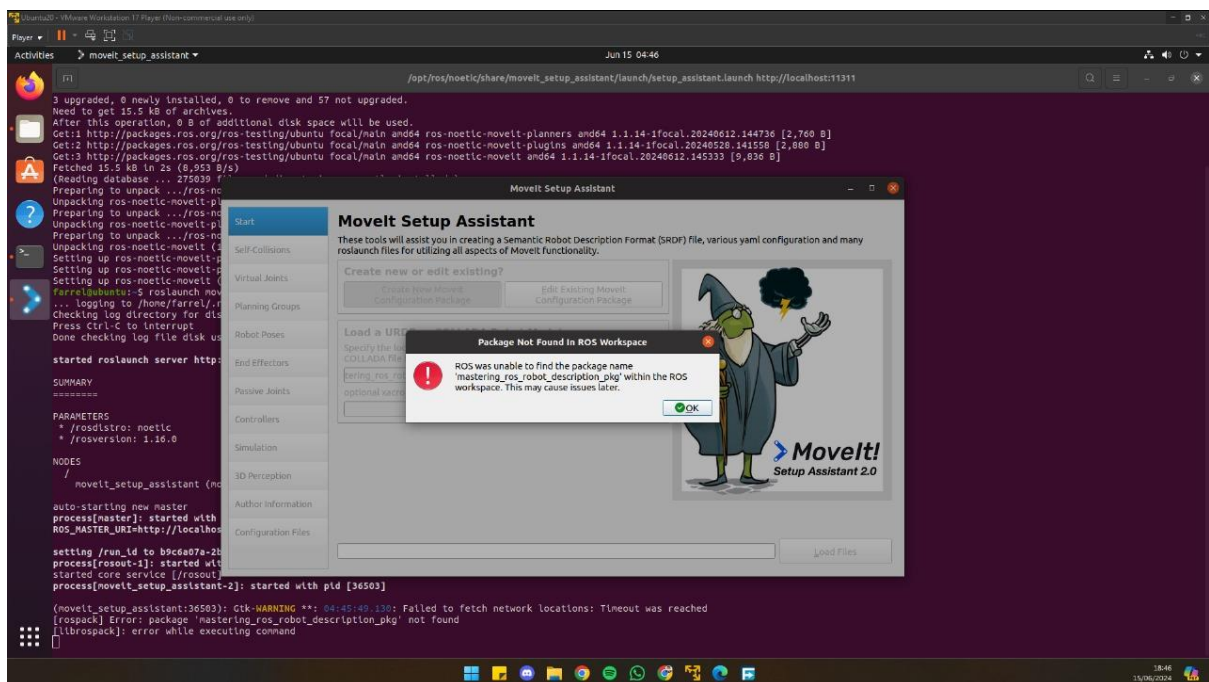 Ubuntu20 - VMware Workstation 17 Player (Non-commercial use only)
Player
Activities
moveit_setup_assistant
Jun 15 04:46
/opt/ros/noetic/share/moveit_setup_assistant/launch/setup_assistant.launch http://localhost:11311
3 upgraded, 0 newly installed, 0 to remove and 57 not upgraded.
Need to get 15.5 kB of archives.
After this operation, 0 B of additional disk space will be used.
Get:1 http://packages.ros.org/ros-testing/ubuntu focal/main amd64 ros-noetic-moveit-planners amd64 1.1.14-1focal.20240612.144736 [2,760 B]
Get:2 http://packages.ros.org/ros-testing/ubuntu focal/main amd64 ros-noetic-moveit-plugins amd64 1.1.14-1focal.20240528.141558 [2,880 B]
Get:3 http://packages.ros.org/ros-testing/ubuntu focal/main amd64 ros-noetic-moveit amd64 1.1.14-1focal.20240612.145333 [9,836 B]
Fetched 15.5 kB in 2s (8,953 B/s)
(Reading database ... 275039
Preparing to unpack .../ros-no
Unpacking ros-noetic-moveit-pl
Preparing to unpack .../ros-no
Unpacking ros-noetic-moveit-pl
Preparing to unpack .../ros-no
Unpacking ros-noetic-moveit (1
Setting up ros-noetic-moveit-p
Setting up ros-noetic-moveit-p
Setting up ros-noetic-moveit (
farrel@ubuntu:~$ roslaunch mov
... logging to /home/farrel/.r
Checking log directory for dis
Press Ctrl-C to interrupt
Done checking log file disk us
started roslaunch server http:
SUMMARY
========
PARAMETERS
* /rosdistro: noetic
* /rosversion: 1.16.0
NODES
/
moveit_setup_assistant (mo
auto-starting new master
process[master]: started with
ROS_MASTER_URI=http://localhos
setting /run_id to b9c6a07a-2b
process[rosout-1]: started wit
started core service [/rosout]
process[moveit_setup_assistant-2]: started with pid [36503]
(moveit_setup_assistant:36503): Gtk-WARNING **: 04:45:49.130: Failed to fetch network locations: Timeout was reached
[rospack] Error: package 'mastering_ros_robot_description_pkg' not found
[librospack]: error while executing command
MoveIt Setup Assistant
Start
Self-Collisions
Virtual Joints
Planning Groups
Robot Poses
End Effectors
Passive Joints
Controllers
Simulation
3D Perception
Author Information
Configuration Files
MoveIt Setup Assistant
These tools will assist you in creating a Semantic Robot Description Format (SRDF) file, various yaml configuration and many
roslaunch files for utilizing all aspects of MoveIt functionality.
Create new or edit existing?
Create New MoveIt
Configuration Package
Edit Existing MoveIt
Configuration Package
Load a URD
Specify the lo
COLLADA file
tering_ros_rob
optional xacro
Package Not Found In ROS Workspace
ROS was unable to find the package name
'mastering_ros_robot_description_pkg' within the ROS
workspace. This may cause issues later.
OK
MoveIt!
Setup Assistant 2.0
Load Files
18:46
15/06/2024